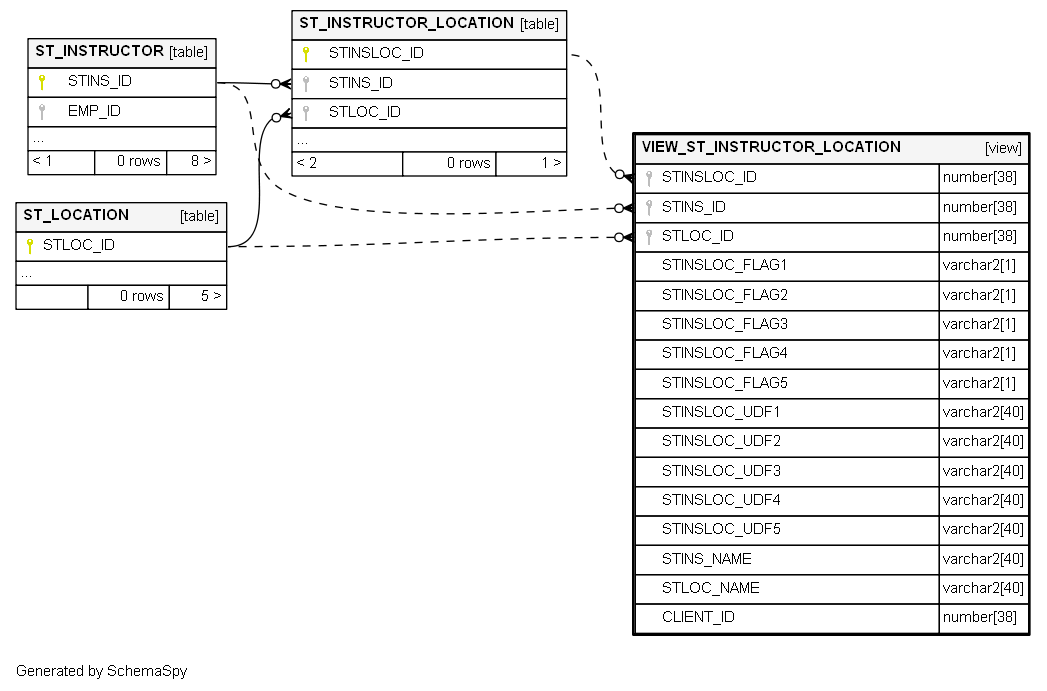 ST_INSTRUCTOR [table]
STINS_ID
EMP_ID
...
< 1 0 rows 8 >
ST_INSTRUCTOR_LOCATION [table]
STINSLOC_ID
STINS_ID
STLOC_ID
...
< 2 0 rows 1 >
ST_LOCATION [table]
STLOC_ID
...
0 rows 5 >
VIEW_ST_INSTRUCTOR_LOCATION [view]
STINSLOC_ID number[38]
STINS_ID number[38]
STLOC_ID number[38]
STINSLOC_FLAG1 varchar2[1]
STINSLOC_FLAG2 varchar2[1]
STINSLOC_FLAG3 varchar2[1]
STINSLOC_FLAG4 varchar2[1]
STINSLOC_FLAG5 varchar2[1]
STINSLOC_UDF1 varchar2[40]
STINSLOC_UDF2 varchar2[40]
STINSLOC_UDF3 varchar2[40]
STINSLOC_UDF4 varchar2[40]
STINSLOC_UDF5 varchar2[40]
STINS_NAME varchar2[40]
STLOC_NAME varchar2[40]
CLIENT_ID number[38]
Generated by SchemaSpy